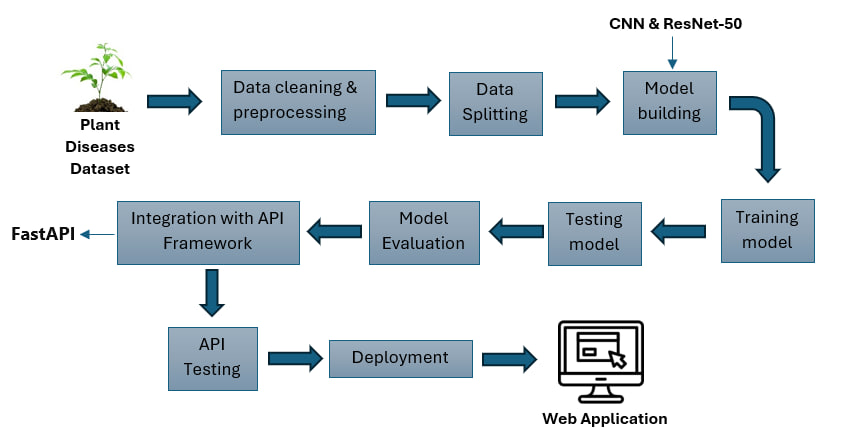 CNN & ResNet-50
Plant
Diseases
Dataset
Data cleaning &
preprocessing
Data
Splitting
Model
building
Training
model
Testing
model
Model
Evaluation
Integration with API
Framework
FastAPI
API
Testing
Deployment
Web Application